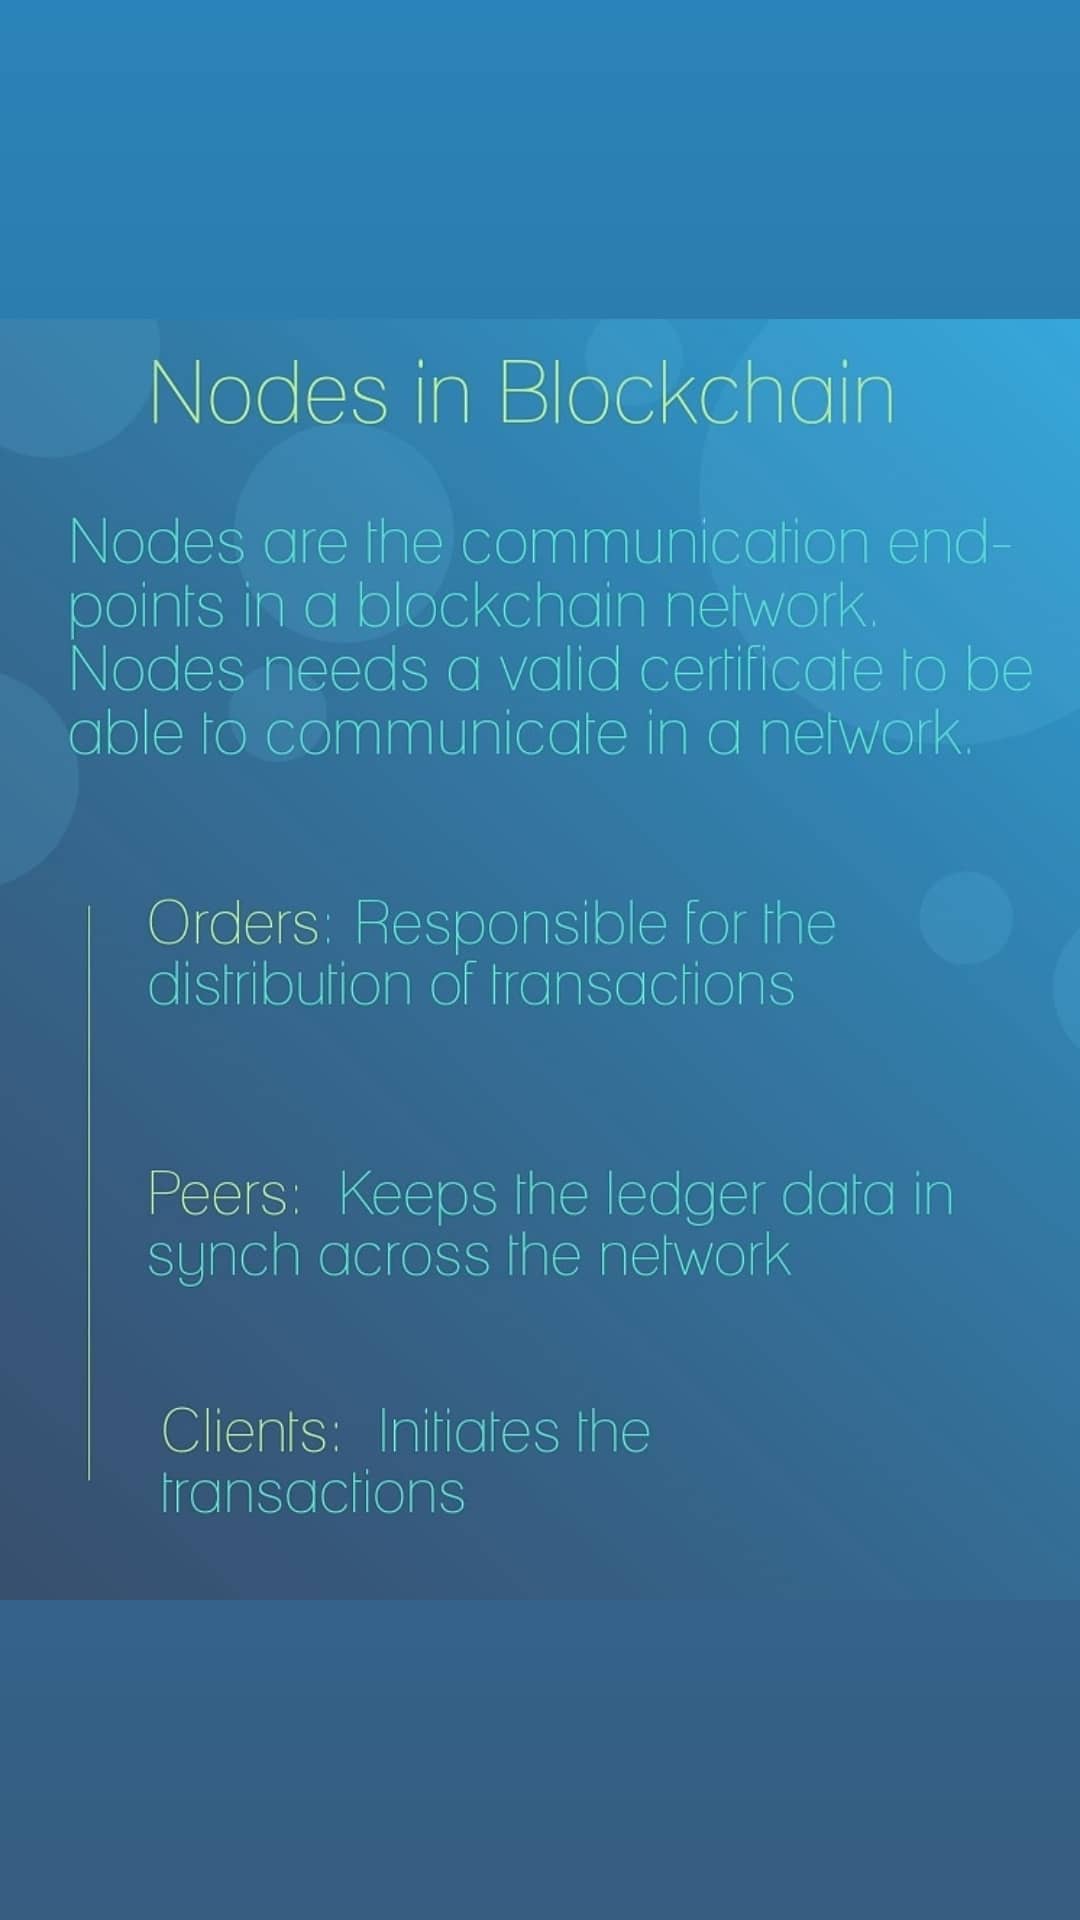 Nodes in Blockchain
Nodes are the communication end-
points in a blockchain network.
Nodes needs a valid certificate to be
able to communicate in a network.
Orders: Responsible for the
distribution of transactions
Peers: Keeps the ledger data in
synch across the network
Clients: Initiates the
transactions